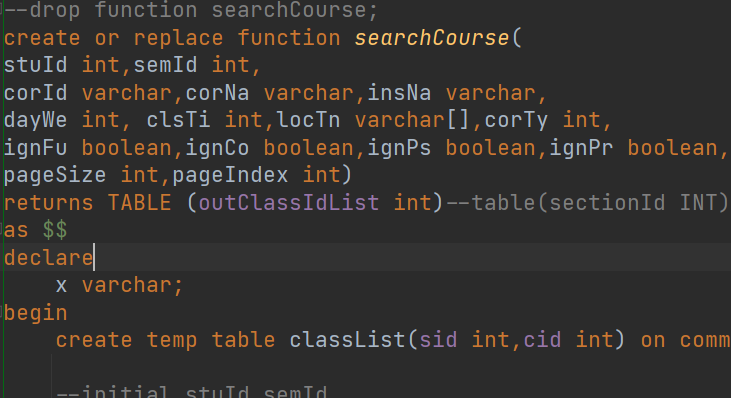 --drop function searchCourse;
create or replace function searchCourse(
stuId int,semId int,
corId varchar,corNa varchar,insNa varchar,
dayWe int, clsTi int,locTn varchar[],corTy int,
ignFu boolean,ignCo boolean,ignPs boolean,ignPr boolean,
pageSize int,pageIndex int)
returns TABLE (outClassIdList int)--table(sectionId INT)
as $$
declare
x varchar;
begin
create temp table classList(sid int,cid int) on comm
--initial stuId semId